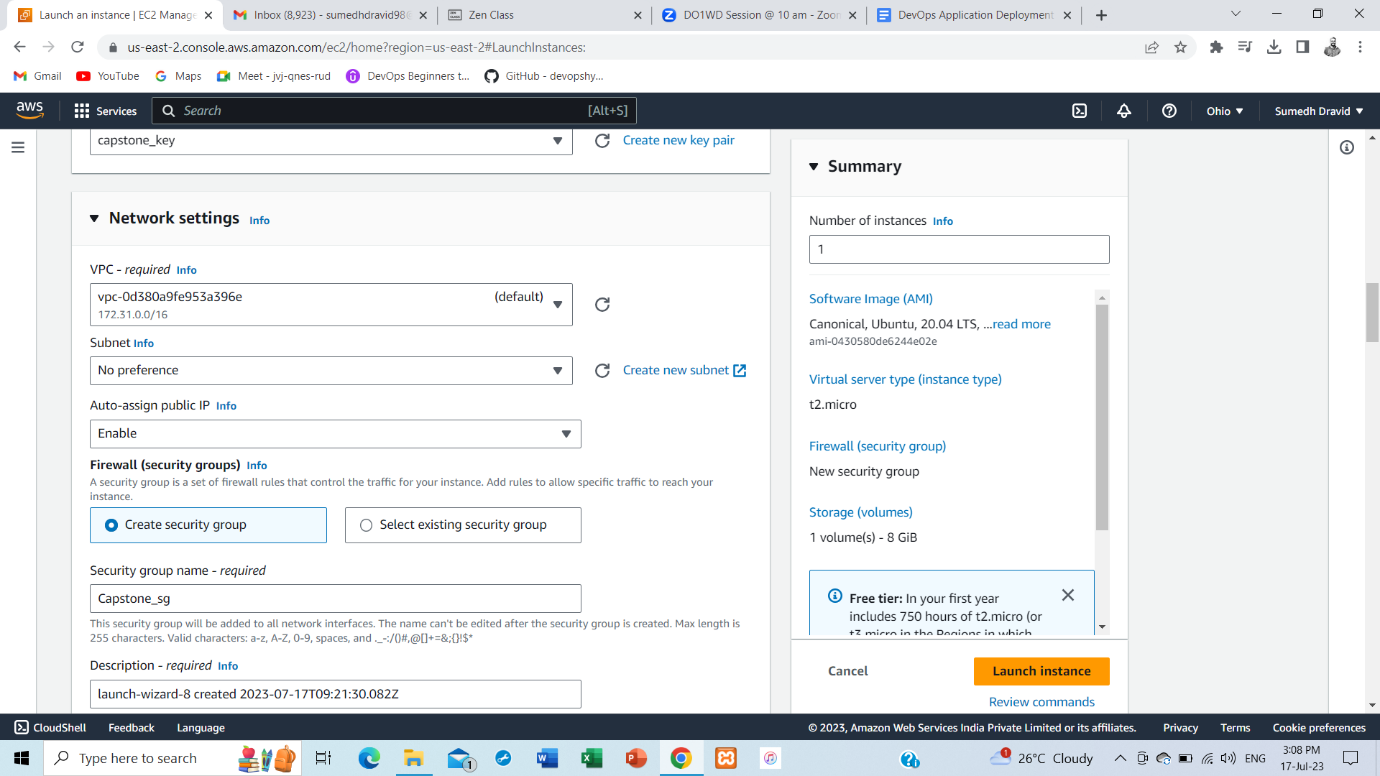 Launch an instance | EC2 Manage
Inbox (8,923) - sumedhdravid98
Zen Class
DO1WD Session @ 10 am - Zoom
DevOps Application Deployment
us-east-2.console.aws.amazon.com/ec2/home?region=us-east-2#LaunchInstances:
Gmail YouTube Maps Meet - jvj-qnes-rud DevOps Beginners t... GitHub - devopshy...
aws Services Search [Alt+S] Ohio Sumedh Dravid
capstone_key Create new key pair
Network settings Info
VPC - required Info
vpc-0d380a9fe953a396e (default)
172.31.0.0/16
Subnet Info
No preference Create new subnet
Auto-assign public IP Info
Enable
Firewall (security groups) Info
A security group is a set of firewall rules that control the traffic for your instance. Add rules to allow specific traffic to reach your
instance.
Create security group Select existing security group
Security group name - required
Capstone_sg
This security group will be added to all network interfaces. The name can't be edited after the security group is created. Max length is
255 characters. Valid characters: a-z, A-Z, 0-9, spaces, and ._-:/()#,@[]+=&;{}!$*
Description - required Info
launch-wizard-8 created 2023-07-17T09:21:30.082Z
Summary
Number of instances Info
1
Software Image (AMI)
Canonical, Ubuntu, 20.04 LTS, ...read more
ami-0430580de6244e02e
Virtual server type (instance type)
t2.micro
Firewall (security group)
New security group
Storage (volumes)
1 volume(s) - 8 GiB
Free tier: In your first year
includes 750 hours of t2.micro (or
t3.micro in the Regions in which
Cancel Launch instance
Review commands
CloudShell Feedback Language © 2023, Amazon Web Services India Private Limited or its affiliates. Privacy Terms Cookie preferences
Type here to search 1 1 26°C Cloudy ENG 3:08 PM
17-Jul-23